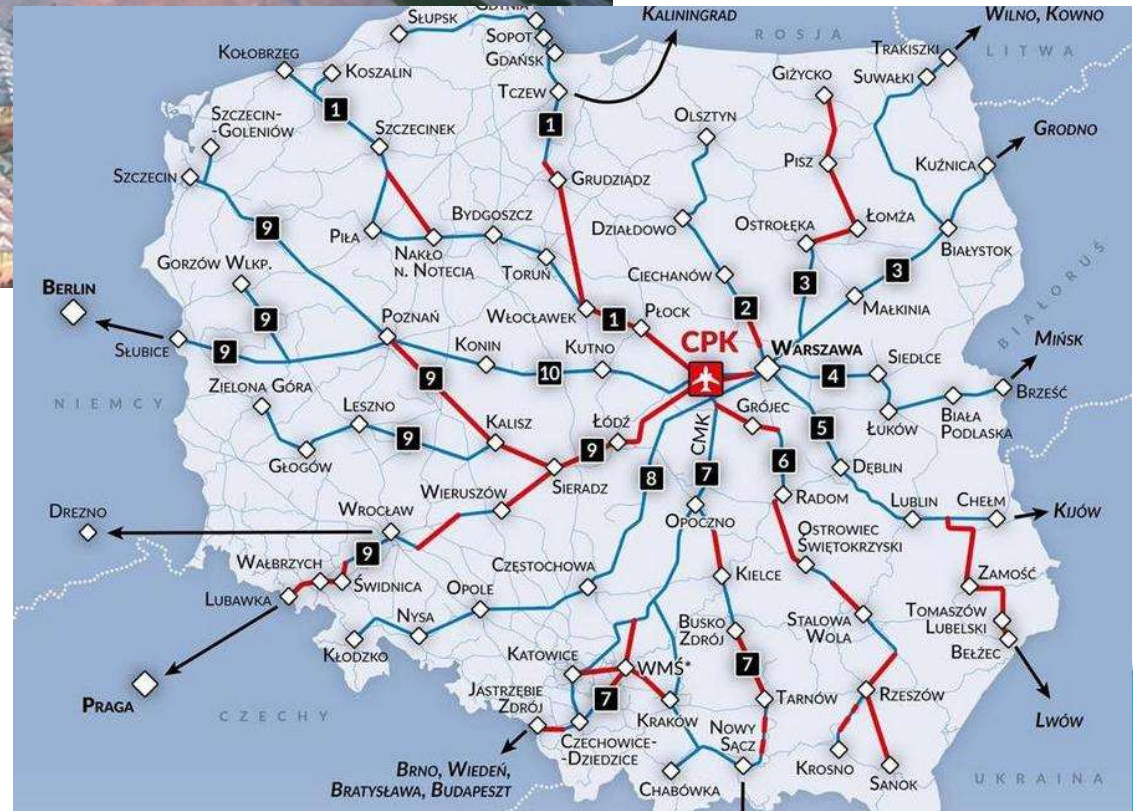 GDYNIA
SŁUPSK
SOPOT
GDAŃSK
TCZEW
KALININGRAD
ROSJA
WILNO, KOWNO
LITWA
TRAKISZKI
SUWAŁKI
KOŁOBRZEG
KOSZALIN
1
1
GIŻYCKO
OLSZTYN
GRODNO
SZCZECIN-
-GOLENIÓW
SZCZECINEK
SZCZECIN
GRUDZIĄDZ
PISZ
KUŹNICA
9
BYDGOSZCZ
PIŁA
NAKŁO
N. NOTECIĄ
TORUŃ
DZIAŁDOWO
OSTROŁĘKA
ŁOMŻA
BIAŁYSTOK
BIAŁORUŚ
GORZÓW WLKP.
9
CIECHANÓW
3
3
MAŁKINIA
BERLIN
SŁUBICE
9
POZNAŃ
WŁOCŁAWEK
1
PŁOCK
2
CPK
WARSZAWA
KONIN
10
KUTNO
4
SIEDLCE
MIŃSK
BRZEŚĆ
NIEMCY
ZIELONA GÓRA
9
LESZNO
9
GŁOGÓW
KALISZ
9
ŁÓDŹ
SIERADZ
GRÓJEC
CMK
ŁUKÓW
BIAŁA
PODLASKA
5
DĘBLIN
8
7
6
WIERUSZÓW
RADOM
LUBLIN
CHEŁM
KIJÓW
DREZNO
WROCŁAW
9
OPOCZNO
OSTROWIEC
ŚWIĘTOKRZYSKI
WAŁBRZYCH
ŚWIDNICA
LUBAWKA
CZĘSTOCHOWA
OPOLE
NYSA
KŁODZKO
KIELCE
ZAMOŚĆ
TOMASZÓW
LUBELSKI
BEŁŻEC
BUSKO
ZDRÓJ
STALOWA
WOLA
KATOWICE
WMŚ*
7
7
PRAGA
CZECHY
JASTRZĘBIE
ZDRÓJ
CZECHOWICE-
-DZIEDZICE
KRAKÓW
NOWY
SĄCZ
TARNÓW
RZESZÓW
LWÓW
BRNO, WIEDEŃ,
BRATYSŁAWA, BUDAPESZT
CHABÓWKA
KROSNO
SANOK
UKRAINA